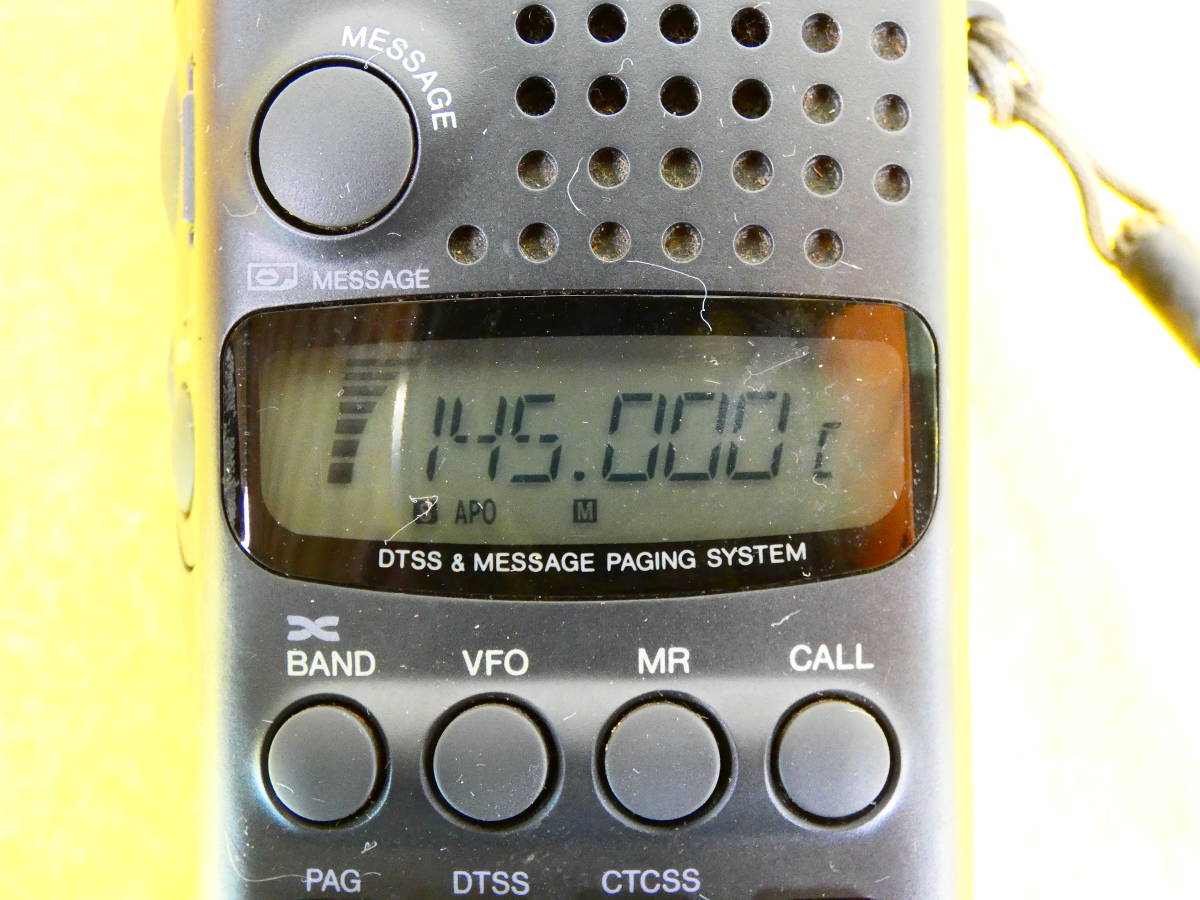 MESSAGE
MESSAGE
145.000 C
S APO M
DTSS & MESSAGE PAGING SYSTEM
BAND VFO MR CALL
PAG DTSS CTCSS